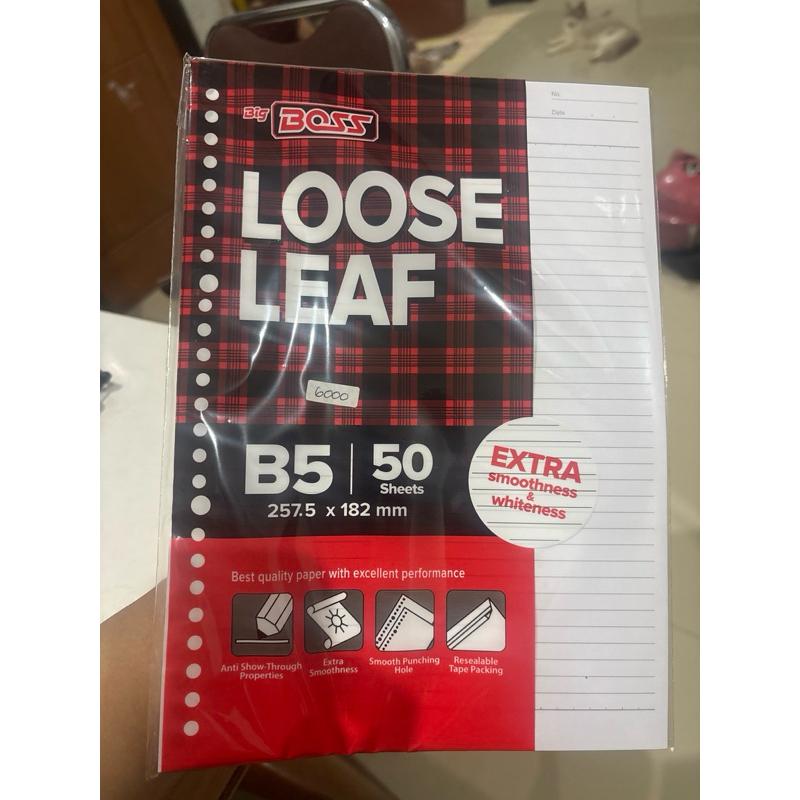 Big BOSS
No.
Date
LOOSE
LEAF
6000
B5 | 50
Sheets
257.5 x 182 mm
EXTRA
smoothness
&
whiteness
Best quality paper with excellent performance
Anti Show-Through
Properties
Extra
Smoothness
Smooth Punching
Hole
Resealable
Tape Packing